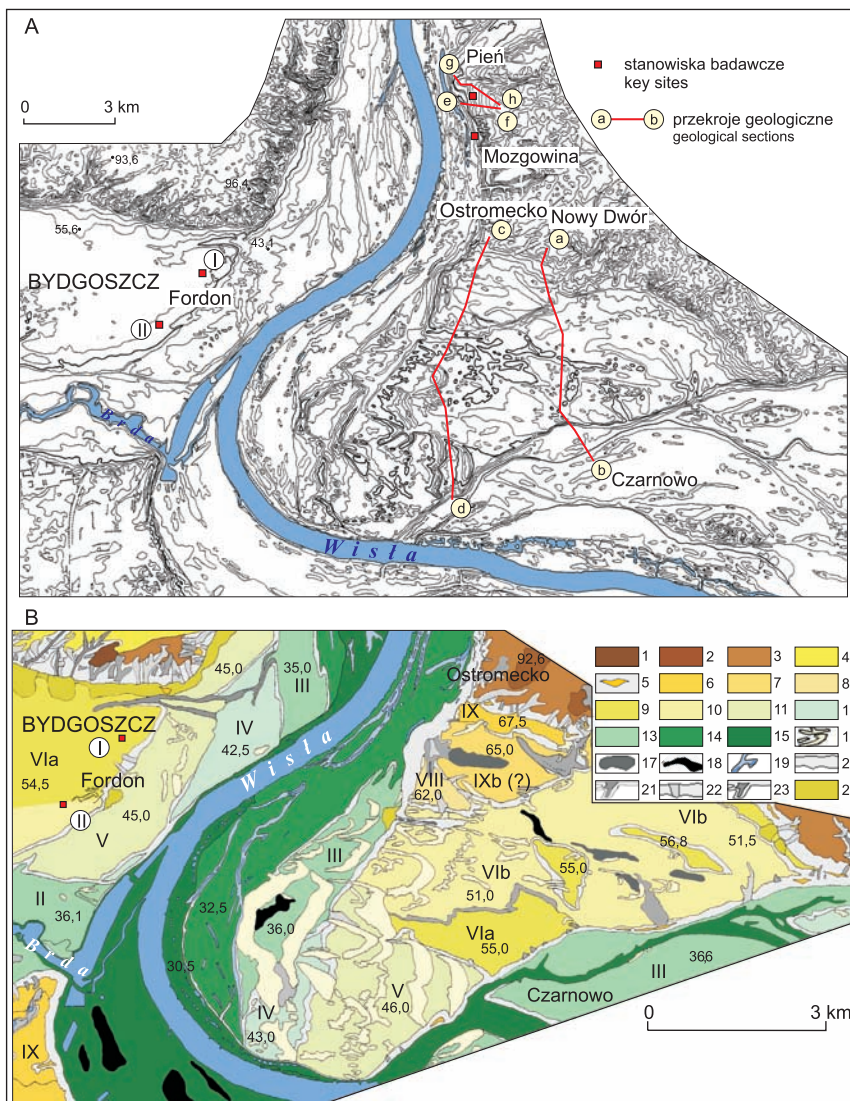 A
0 3 km
g Pień
e h
f
Mozgowina
stanowiska badawcze
key sites
a b przekroje geologiczne
geological sections
93,6
96,4
55,6
43,1
Ostromecko
c
Nowy Dwór
a
I
BYDGOSZCZ
Fordon
II
Brda
b
Czarnowo
d
Wisła
B
45,0
35,0
III
92,6
Ostromecko
1 2 3 4
5 6 7 8
9 10 11 1
13 14 15 1
17 18 19 2
21 22 23 2
BYDGOSZCZ
I
IV
42,5
Wisła
IX
67,5
65,0
IXb (?)
VIa
54,5
Fordon
VIII
62,0
II
45,0
V
III
VIb
VIb
51,5
56,8
55,0
51,0
II
36,1
32,5
36,0
VIa
55,0
Brda
30,5
V
46,0
36,6
III
Czarnowo
IV
43,0
IX
0 3 km